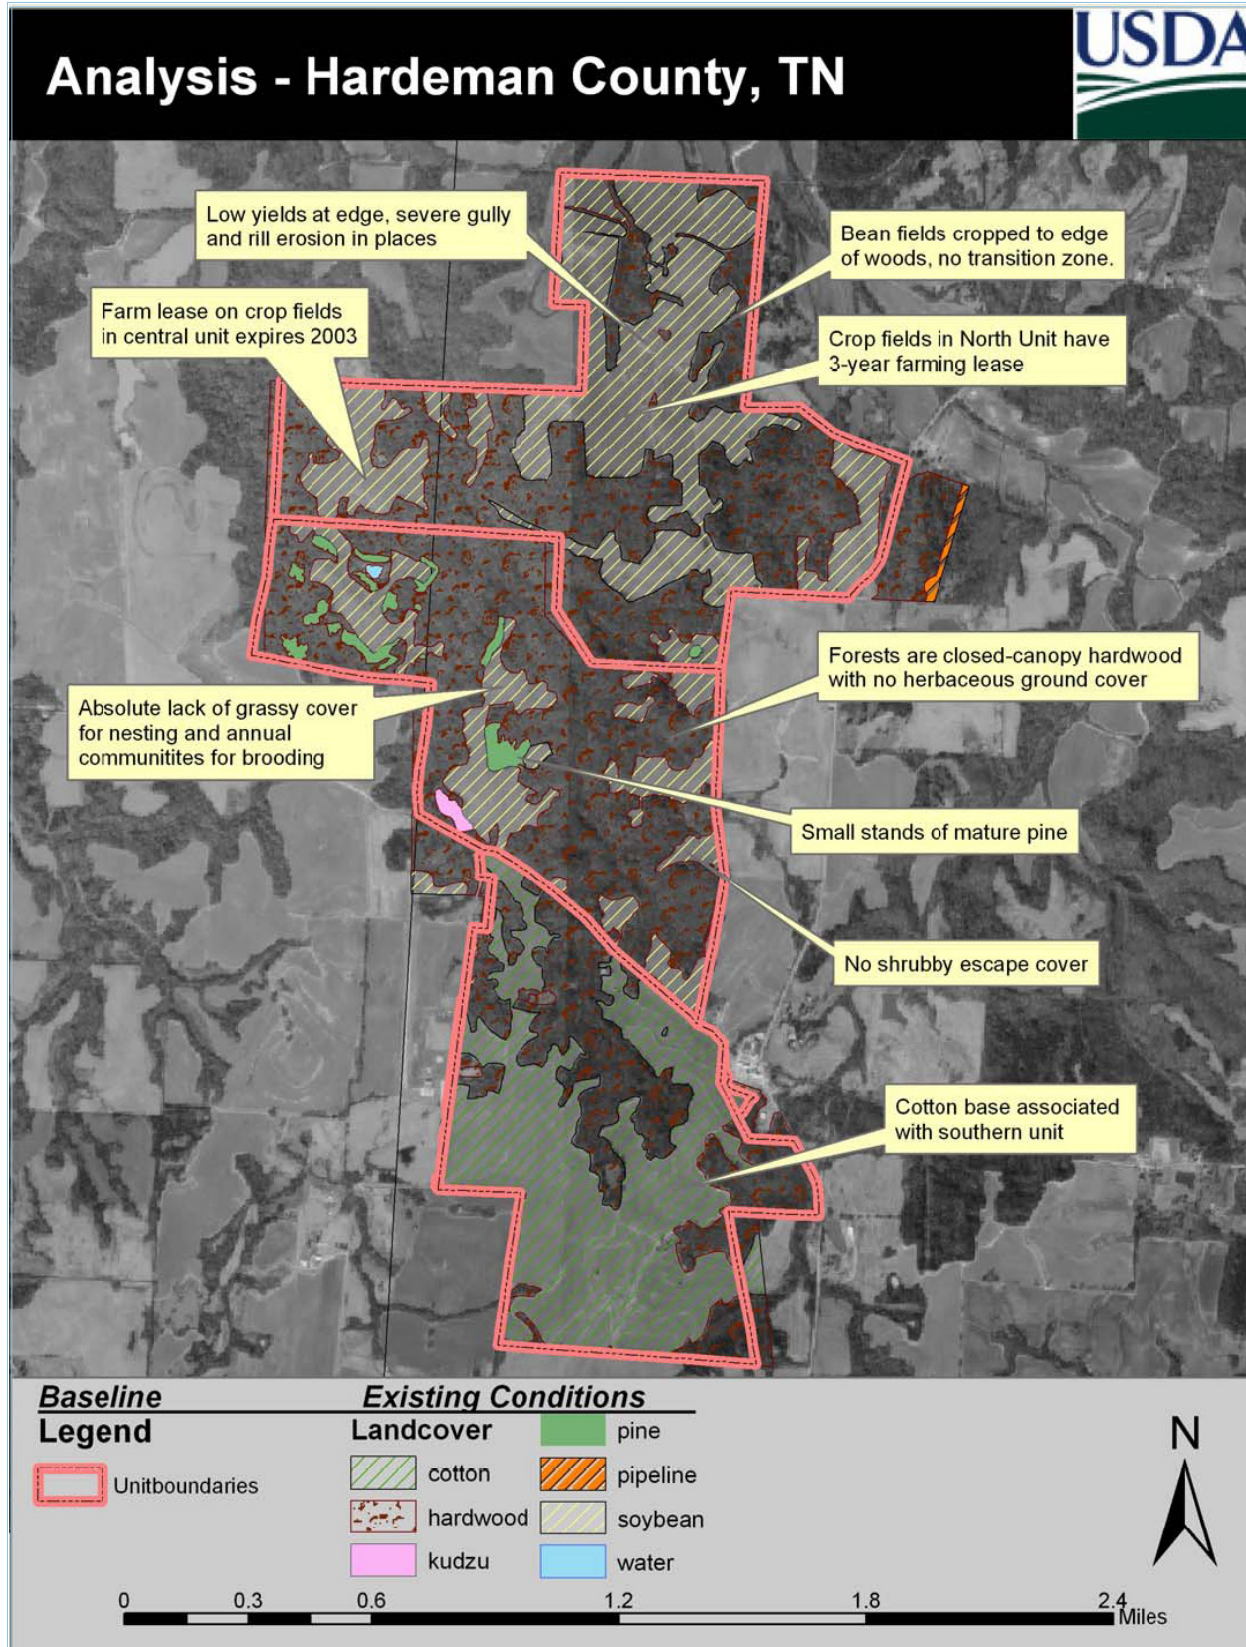 Analysis - Hardeman County, TN
USDA
Low yields at edge, severe gully
and rill erosion in places
Bean fields cropped to edge
of woods, no transition zone.
Farm lease on crop fields
in central unit expires 2003
Crop fields in North Unit have
3-year farming lease
Forests are closed-canopy hardwood
with no herbaceous ground cover
Absolute lack of grassy cover
for nesting and annual
communitites for brooding
Small stands of mature pine
No shrubby escape cover
Cotton base associated
with southern unit
Baseline
Existing Conditions
Legend
Unitboundaries
Landcover
cotton
hardwood
kudzu
pine
pipeline
soybean
water
N
0 0.3 0.6 1.2 1.8 2.4
Miles